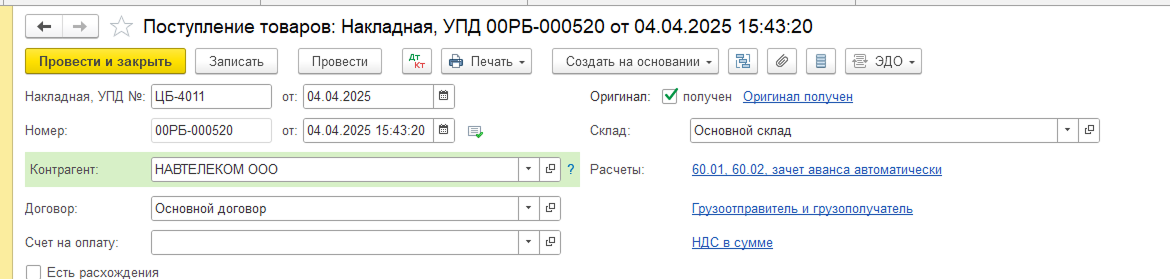 Поступление товаров: Накладная, УПД 00РБ-000520 от 04.04.2025 15:43:20
Провести и закрыть Записать Провести Дт Кт Печать Создать на основании ЭДО
Накладная, УПД №: ЦБ-4011 от: 04.04.2025 Оригинал: получен Оригинал получен
Номер: 00РБ-000520 от: 04.04.2025 15:43:20 Склад: Основной склад
Контрагент: НАВТЕЛЕКОМ ООО ? Расчеты: 60.01, 60.02, зачет аванса автоматически
Договор: Основной договор Грузоотправитель и грузополучатель
Счет на оплату: НДС в сумме
Есть расхождения